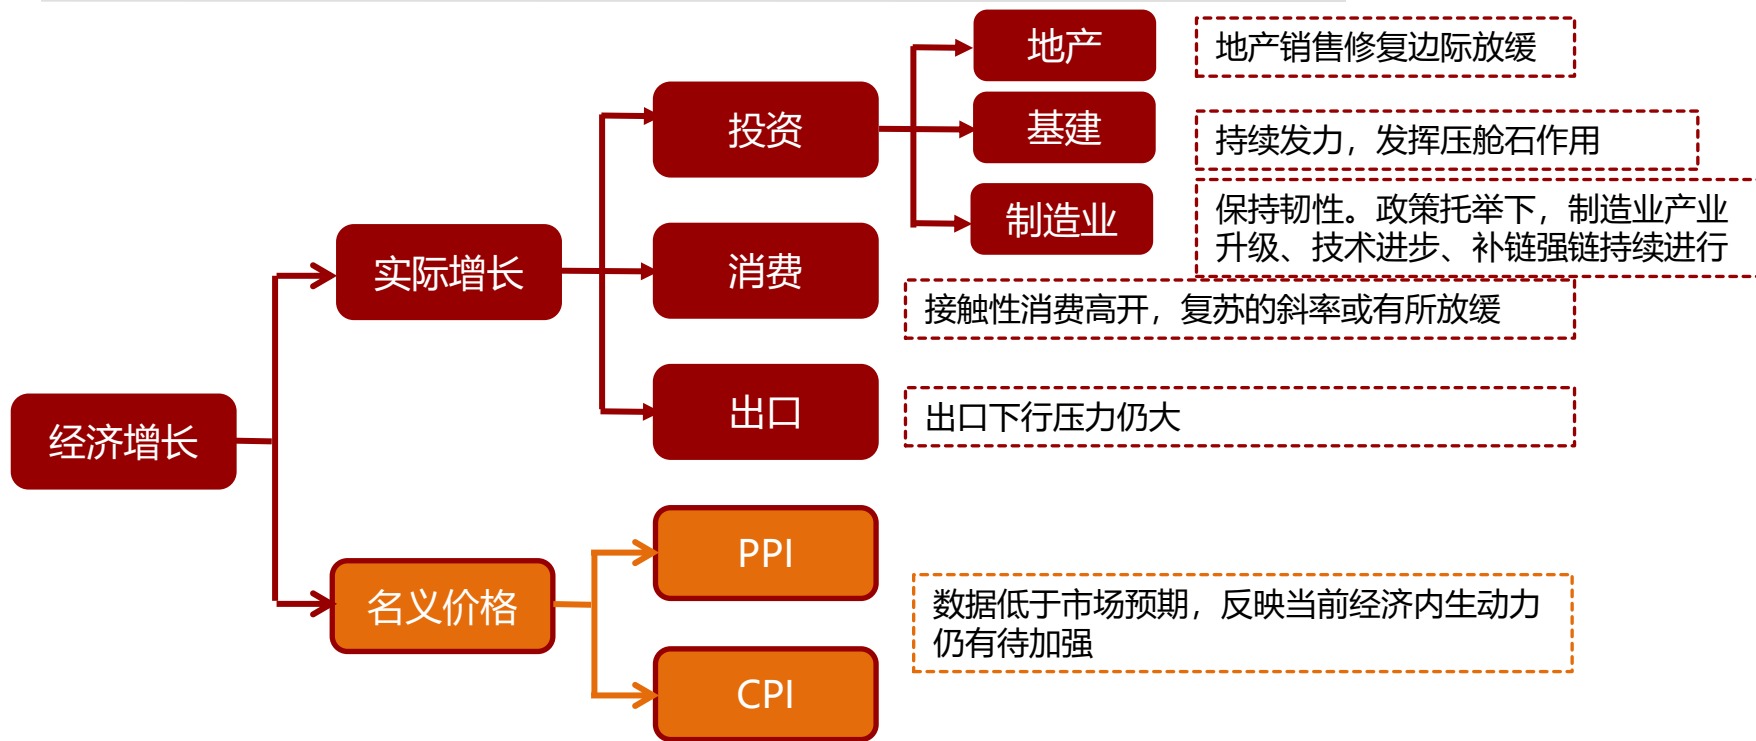 地产
地产销售修复边际放缓
投资
基建
持续发力，发挥压舱石作用
制造业
保持韧性。政策托举下，制造业产业
升级、技术进步、补链强链持续进行
实际增长
消费
接触性消费高开，复苏的斜率或有所放缓
出口
出口下行压力仍大
经济增长
PPI
名义价格
数据低于市场预期，反映当前经济内生动力
仍有待加强
CPI